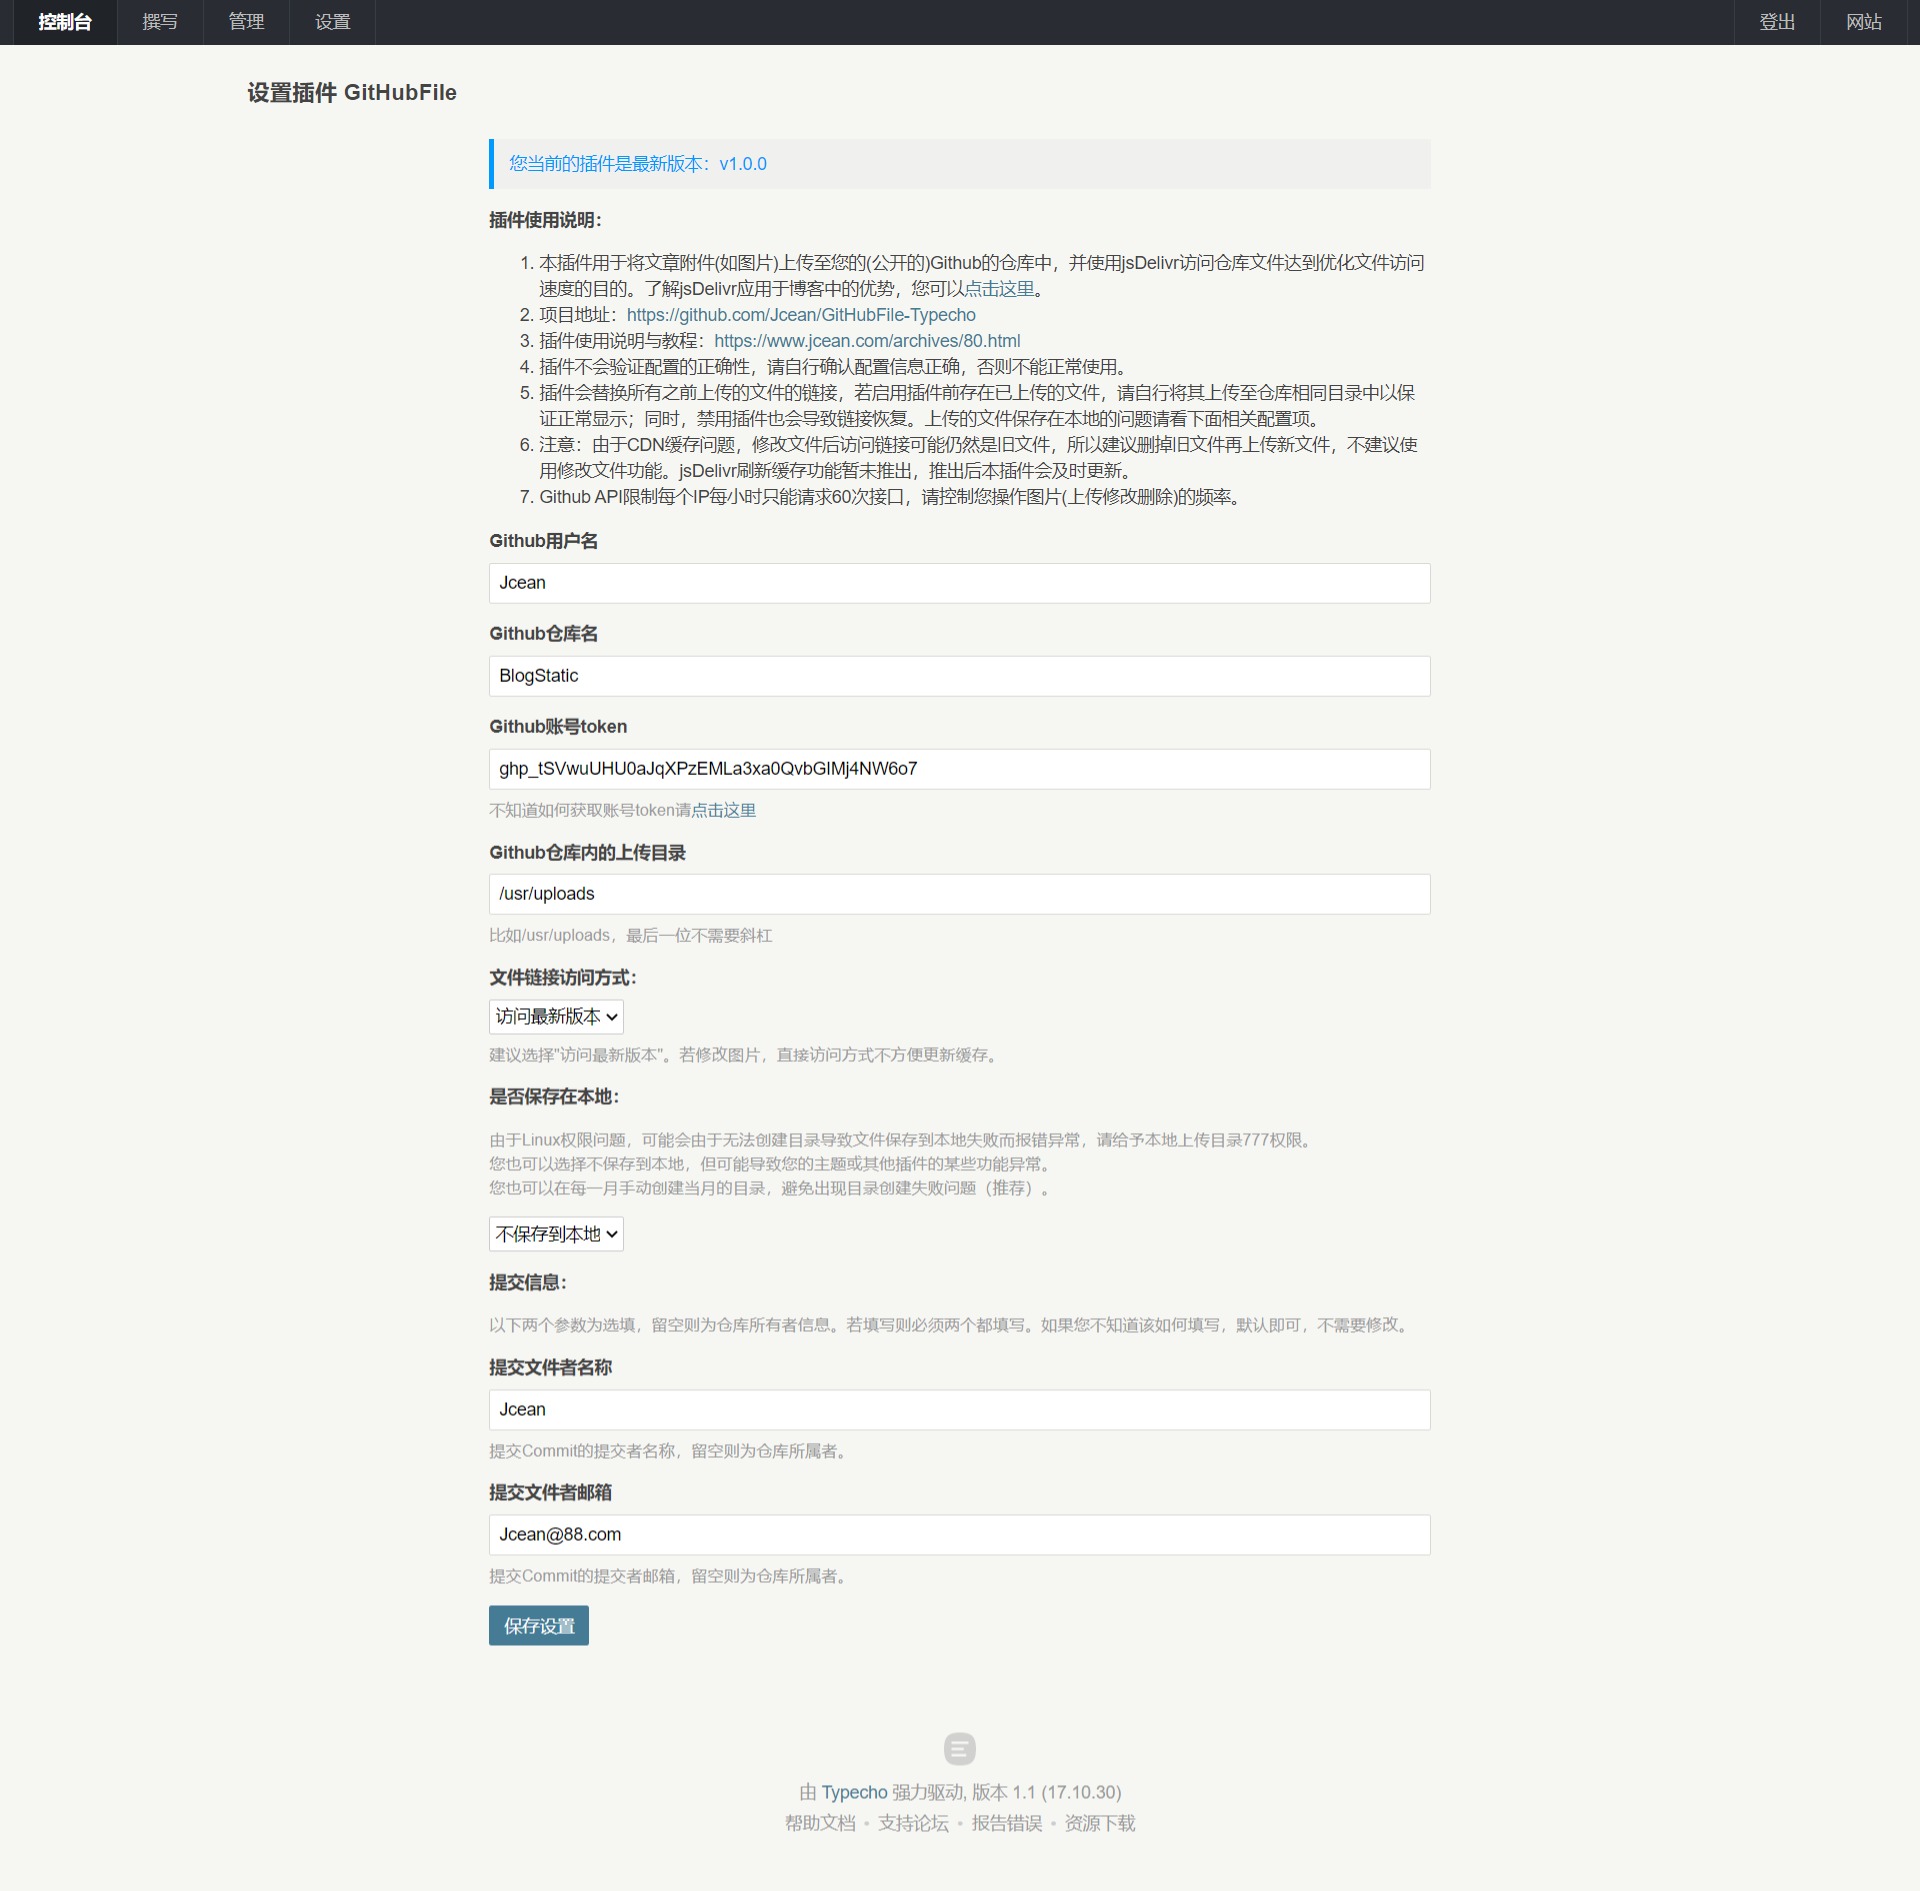 控制台 撰写 管理 设置 登出 网站
设置插件 GitHubFile
您当前的插件是最新版本：v1.0.0
插件使用说明：
1. 本插件用于将文章附件(如图片)上传至您的(公开的)Github的仓库中，并使用jsDelivr访问仓库文件达到优化文件访问
速度的目的。了解jsDelivr应用于博客中的优势，您可以点击这里。
2. 项目地址：https://github.com/Jcean/GitHubFile-Typecho
3. 插件使用说明与教程：https://www.jcean.com/archives/80.html
4. 插件不会验证配置的正确性，请自行确认配置信息正确，否则不能正常使用。
5. 插件会替换所有之前上传的文件的链接，若启用插件前存在已上传的文件，请自行将其上传至仓库相同目录中以保
证正常显示；同时，禁用插件也会导致链接恢复。上传的文件保存在本地的问题请看下面相关配置项。
6. 注意：由于CDN缓存问题，修改文件后访问链接可能仍然是旧文件，所以建议删掉旧文件再上传新文件，不建议使
用修改文件功能。jsDelivr刷新缓存功能暂未推出，推出后本插件会及时更新。
7. Github API限制每个IP每小时只能请求60次接口，请控制您操作图片(上传修改删除)的频率。
Github用户名
Jcean
Github仓库名
BlogStatic
Github账号token
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
不知道如何获取账号token请点击这里
Github仓库内的上传目录
/usr/uploads
比如/usr/uploads，最后一位不需要斜杠
文件链接访问方式：
访问最新版本
建议选择"访问最新版本"。若修改图片，直接访问方式不方便更新缓存。
是否保存在本地：
由于Linux权限问题，可能会由于无法创建目录导致文件保存到本地失败而报错异常，请给予本地上传目录777权限。
您也可以选择不保存到本地，但可能导致您的主题或其他插件的某些功能异常。
您也可以在每一月手动创建当月的目录，避免出现目录创建失败问题（推荐）。
不保存到本地
提交信息：
以下两个参数为选填，留空则为仓库所有者信息。若填写则必须两个都填写。如果您不知道该如何填写，默认即可，不需要修改。
提交文件者名称
Jcean
提交Commit的提交者名称，留空则为仓库所属者。
提交文件者邮箱
Jcean@88.com
提交Commit的提交者邮箱，留空则为仓库所属者。
保存设置
由 Typecho 强力驱动, 版本 1.1 (17.10.30)
帮助文档 • 支持论坛 • 报告错误 • 资源下载